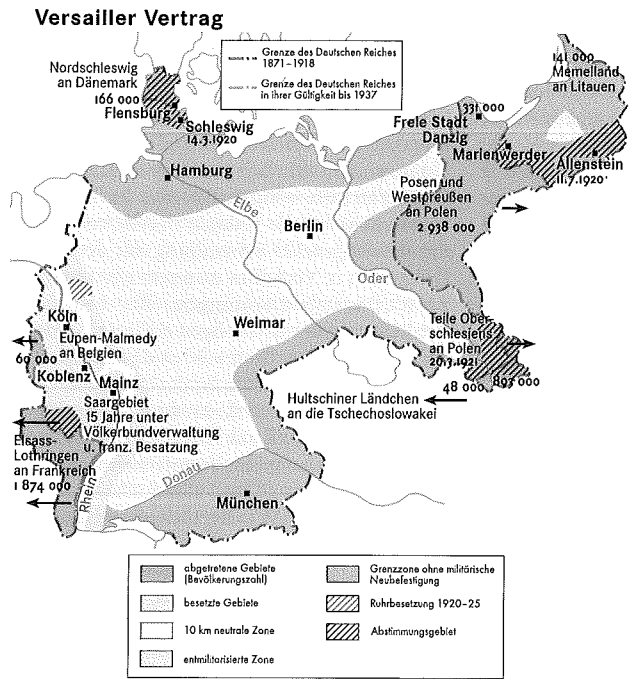 Versailler Vertrag
Grenze des Deutschen Reiches
1871–1918
Grenze des Deutschen Reiches
in ihrer Gültigkeit bis 1937
Nordschleswig
an Dänemark
166 000
Flensburg
Schleswig
14.3.1920
Hamburg
141 000
Memelland
an Litauen
331 000
Freie Stadt
Danzig
Marienwerder
Allenstein
11.7.1920
Posen und
Westpreußen
an Polen
2 938 000
Elbe
Berlin
Oder
Köln
Eupen-Malmedy
an Belgien
60 000
Koblenz
Weimar
Teile Ober-
schlesiens
an Polen
20.3.1921
893 000
48 000
Hultschiner Ländchen
an die Tschechoslowakei
Mainz
Saargebiet
15 Jahre unter
Völkerbundverwaltung
u. franz. Besatzung
Elsass-
Lothringen
an Frankreich
1 874 000
Rhein
Donau
München
abgetretene Gebiete
(Bevölkerungszahl)
besetzte Gebiete
10 km neutrale Zone
entmilitarisierte Zone
Grenzzone ohne militärische
Neubefestigung
Ruhrbesetzung 1920–25
Abstimmungsgebiet